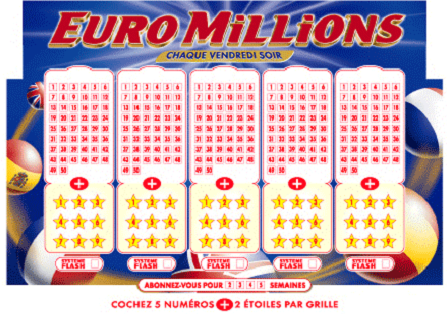 EURO MILLIONS
CHAQUE VENDREDI SOIR
1 2 3 4 5 6
7 8 9 10 11 12
13 14 15 16 17 18
19 20 21 22 23 24
25 26 27 28 29 30
31 32 33 34 35 36
37 38 39 40 41 42
43 44 45 46 47 48
49 50
+
1 2 3
4 5 6
7 8 9
SYSTEME
FLASH
1 2 3 4 5 6
7 8 9 10 11 12
13 14 15 16 17 18
19 20 21 22 23 24
25 26 27 28 29 30
31 32 33 34 35 36
37 38 39 40 41 42
43 44 45 46 47 48
49 50
+
1 2 3
4 5 6
7 8 9
SYSTEME
FLASH
1 2 3 4 5 6
7 8 9 10 11 12
13 14 15 16 17 18
19 20 21 22 23 24
25 26 27 28 29 30
31 32 33 34 35 36
37 38 39 40 41 42
43 44 45 46 47 48
49 50
+
1 2 3
4 5 6
7 8 9
SYSTEME
FLASH
1 2 3 4 5 6
7 8 9 10 11 12
13 14 15 16 17 18
19 20 21 22 23 24
25 26 27 28 29 30
31 32 33 34 35 36
37 38 39 40 41 42
43 44 45 46 47 48
49 50
+
1 2 3
4 5 6
7 8 9
SYSTEME
FLASH
1 2 3 4 5 6
7 8 9 10 11 12
13 14 15 16 17 18
19 20 21 22 23 24
25 26 27 28 29 30
31 32 33 34 35 36
37 38 39 40 41 42
43 44 45 46 47 48
49 50
+
1 2 3
4 5 6
7 8 9
SYSTEME
FLASH
ABONNEZ-VOUS POUR 2 3 4 5 SEMAINES
COCHEZ 5 NUMÉROS + 2 ÉTOILES PAR GRILLE